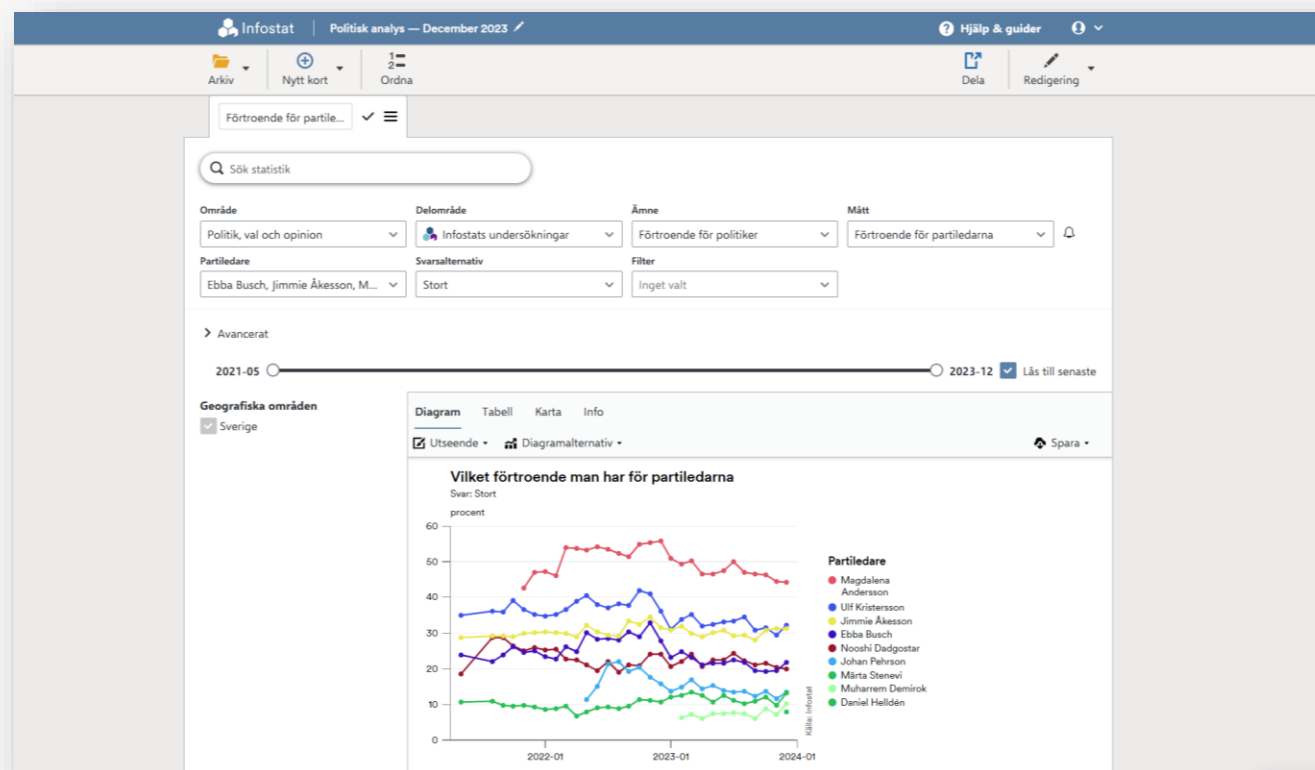 Infostat
Politisk analys — December 2023
Hjälp & guider
Arkiv
Nytt kort
Ordna
Dela
Redigering
Förtroende för partile...
Sök statistik
Område
Delområde
Ämne
Mått
Politik, val och opinion
Infostats undersökningar
Förtroende för politiker
Förtroende för partiledarna
Partiledare
Svarsalternativ
Filter
Ebba Busch, Jimmie Åkesson, M...
Stort
Inget valt
Avancerat
2021-05
2023-12
Lås till senaste
Geografiska områden
Sverige
Diagram
Tabell
Karta
Info
Utseende
Diagramalternativ
Spara
Vilket förtroende man har för partiledarna
Svar: Stort
procent
60
50
40
30
20
10
0
2022-01
2023-01
2024-01
Källa: Infostat
Partiledare
Magdalena
Andersson
Ulf Kristersson
Jimmie Åkesson
Ebba Busch
Nooshi Dadgostar
Johan Pehrson
Märta Stenevi
Muharrem Demirok
Daniel Helldén